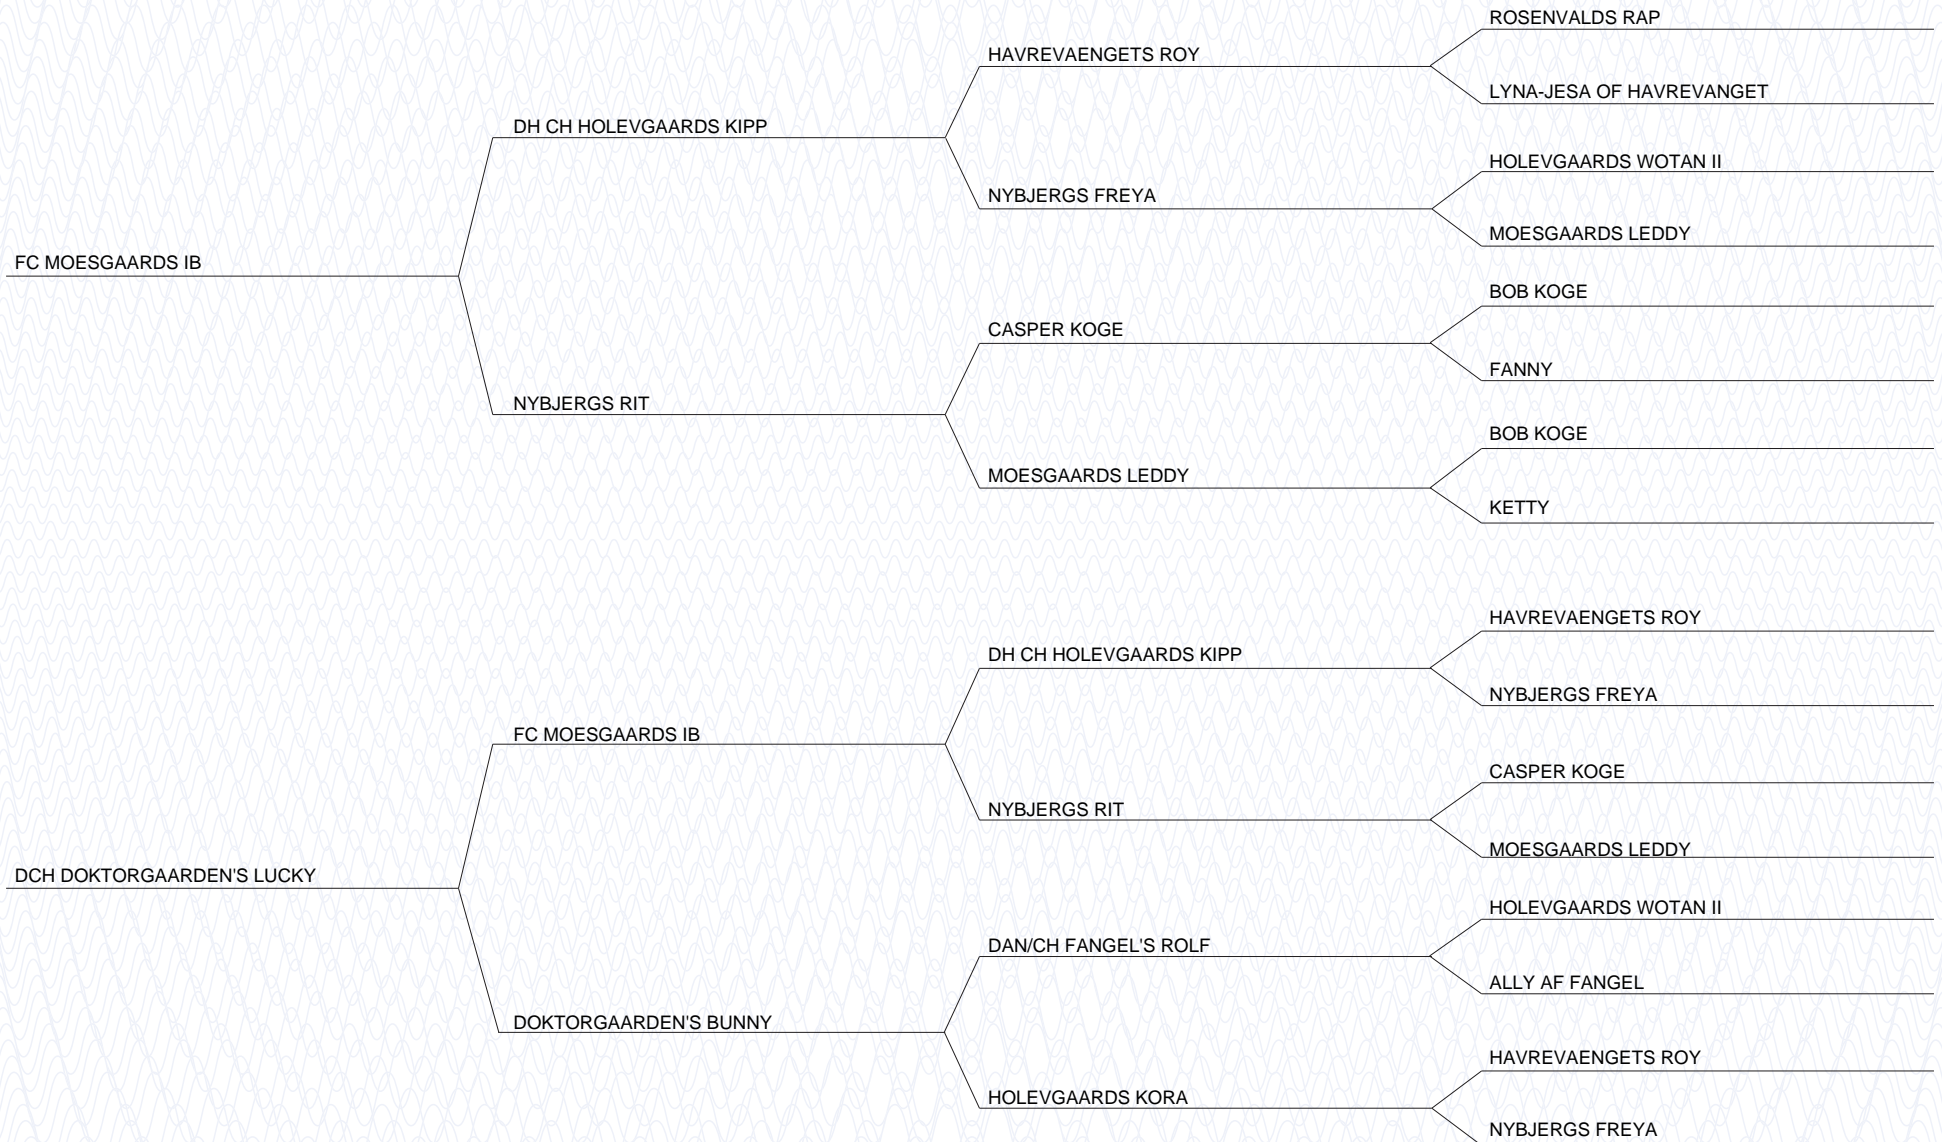 ROSENVALDS RAP
HAVREVAENGETS ROY
LYNA-JESA OF HAVREVANGET
DH CH HOLEVGAARDS KIPP
HOLEVGAARDS WOTAN II
NYBJERGS FREYA
MOESGAARDS LEDDY
FC MOESGAARDS IB
BOB KOGE
CASPER KOGE
FANNY
NYBJERGS RIT
BOB KOGE
MOESGAARDS LEDDY
KETTY
HAVREVAENGETS ROY
DH CH HOLEVGAARDS KIPP
NYBJERGS FREYA
FC MOESGAARDS IB
CASPER KOGE
NYBJERGS RIT
MOESGAARDS LEDDY
DCH DOKTORGAARDEN'S LUCKY
HOLEVGAARDS WOTAN II
DAN/CH FANGEL'S ROLF
ALLY AF FANGEL
DOKTORGAARDEN'S BUNNY
HAVREVAENGETS ROY
HOLEVGAARDS KORA
NYBJERGS FREYA